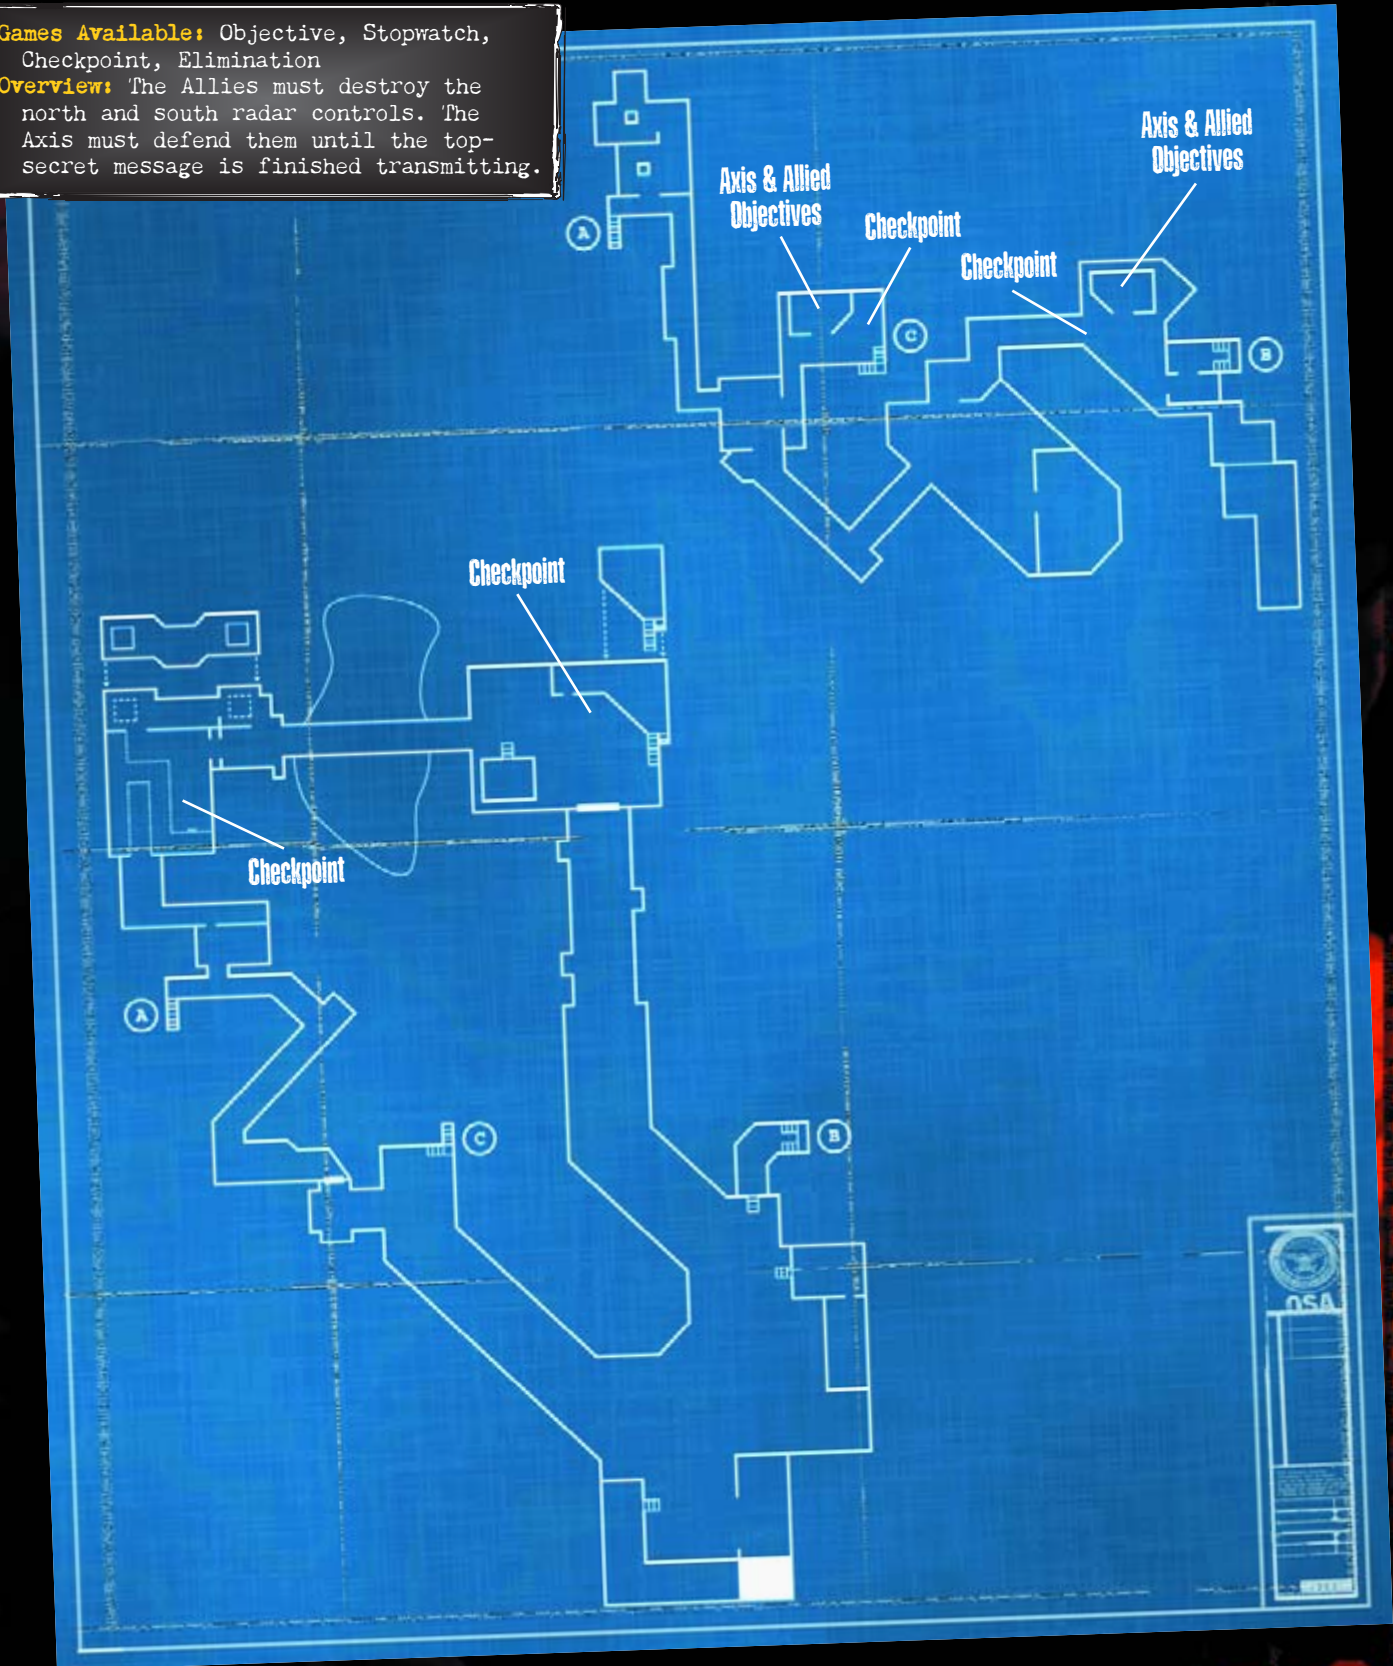 Games Available: Objective, Stopwatch,
Checkpoint, Elimination
Overview: The Allies must destroy the
north and south radar controls. The
Axis must defend them until the top-
secret message is finished transmitting.
Axis & Allied
Objectives
Axis & Allied
Objectives
Checkpoint
Checkpoint
A
C
B
Checkpoint
Checkpoint
A
C
B
OSA